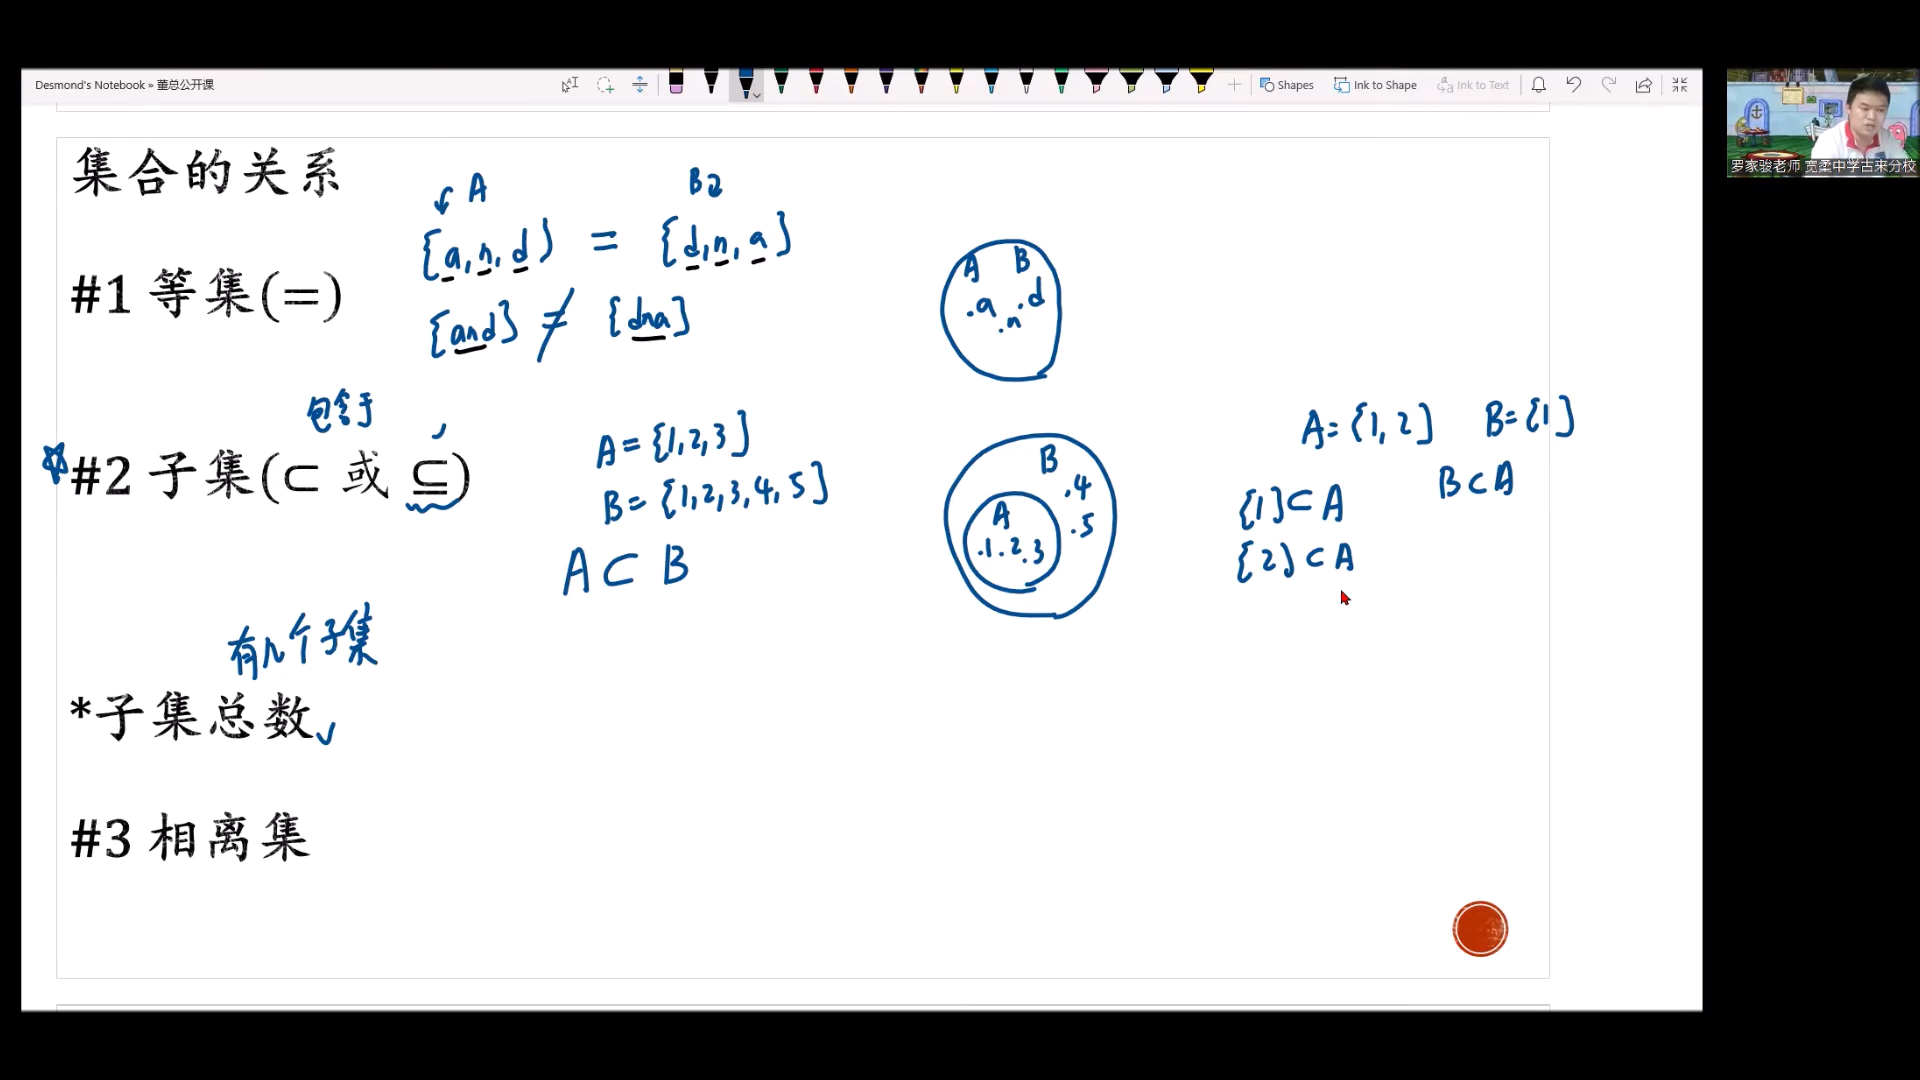 Desmond's Notebook » 董总公开课
Shapes
Ink to Shape
Ink to Text
罗家骏老师 宽柔中学古来分校
集合的关系
A
B
{a, n, d} = {d, n, a}
#1 等集(=)
{and} ≠ {dna}
A B
.a .d
.n
包含于
#2 子集(⊂ 或 ⊆)
A = {1,2,3}
B = {1,2,3,4,5}
A ⊂ B
B
.4
.5
A
.1 .2 .3
A = {1, 2} B = {1}
B ⊂ A
{1} ⊂ A
{2} ⊂ A
有几个子集
*子集总数
#3 相离集